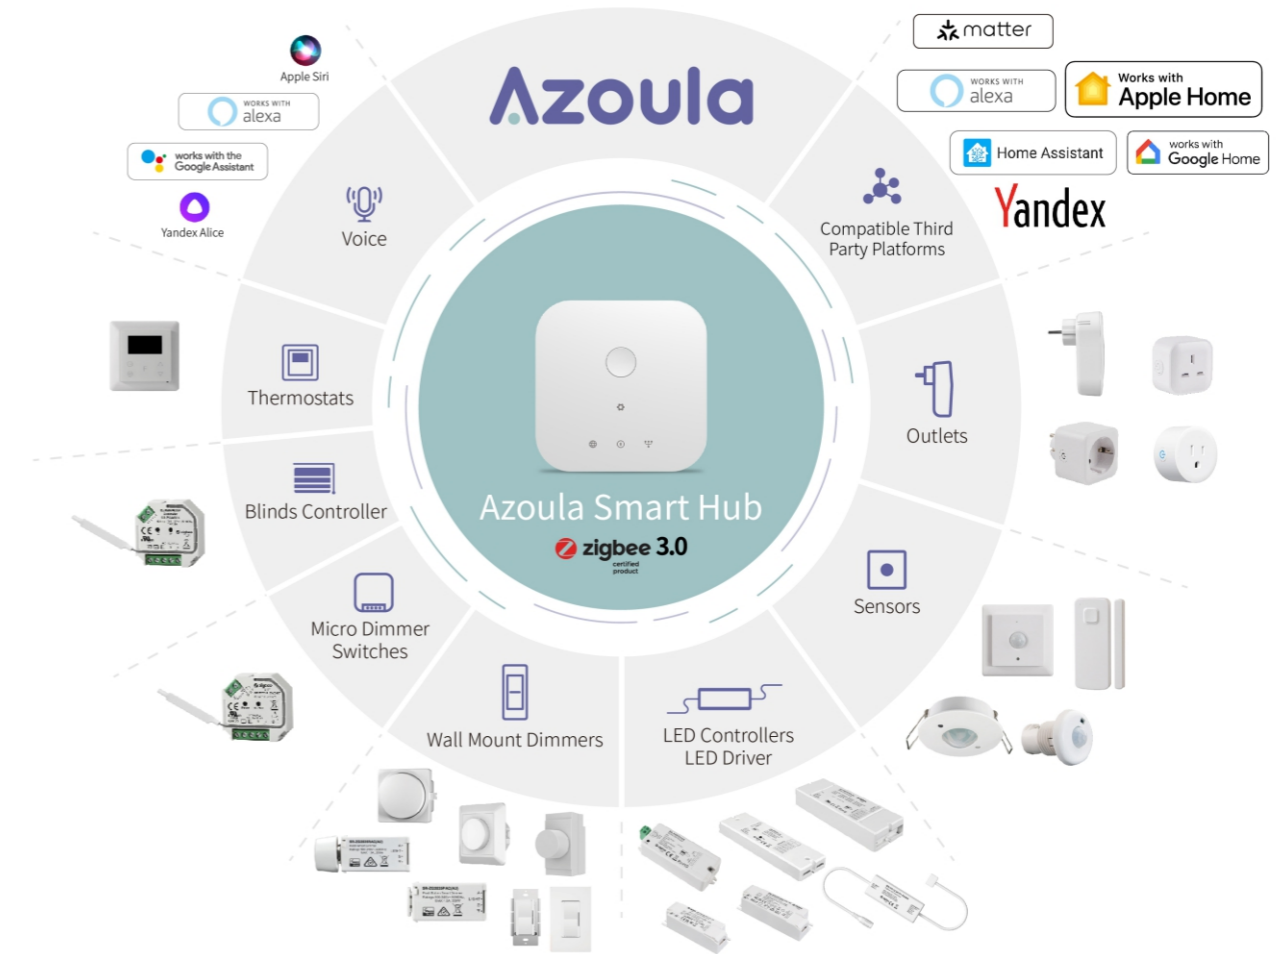 Azoula
Apple Siri
WORKS WITH
alexa
works with the
Google Assistant
Yandex Alice
Voice
matter
WORKS WITH
alexa
Works with
Apple Home
Home Assistant
works with
Google Home
Yandex
Compatible Third
Party Platforms
Thermostats
Outlets
Blinds Controller
Azoula Smart Hub
zigbee 3.0
certified
product
Sensors
Micro Dimmer
Switches
Wall Mount Dimmers
LED Controllers
LED Driver